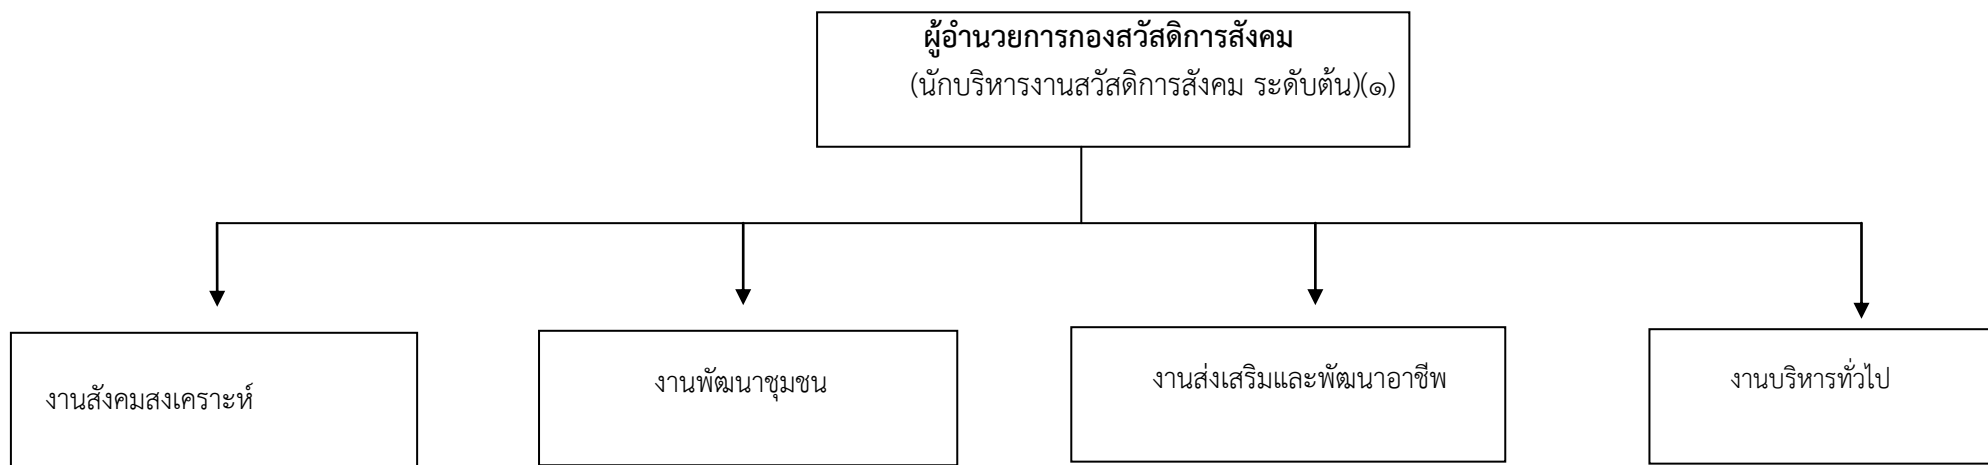 ผู้อำนวยการกองสวัสดิการสังคม
(นักบริหารงานสวัสดิการสังคม ระดับต้น)(๑)
งานสังคมสงเคราะห์
งานพัฒนาชุมชน
งานส่งเสริมและพัฒนาอาชีพ
งานบริหารทั่วไป